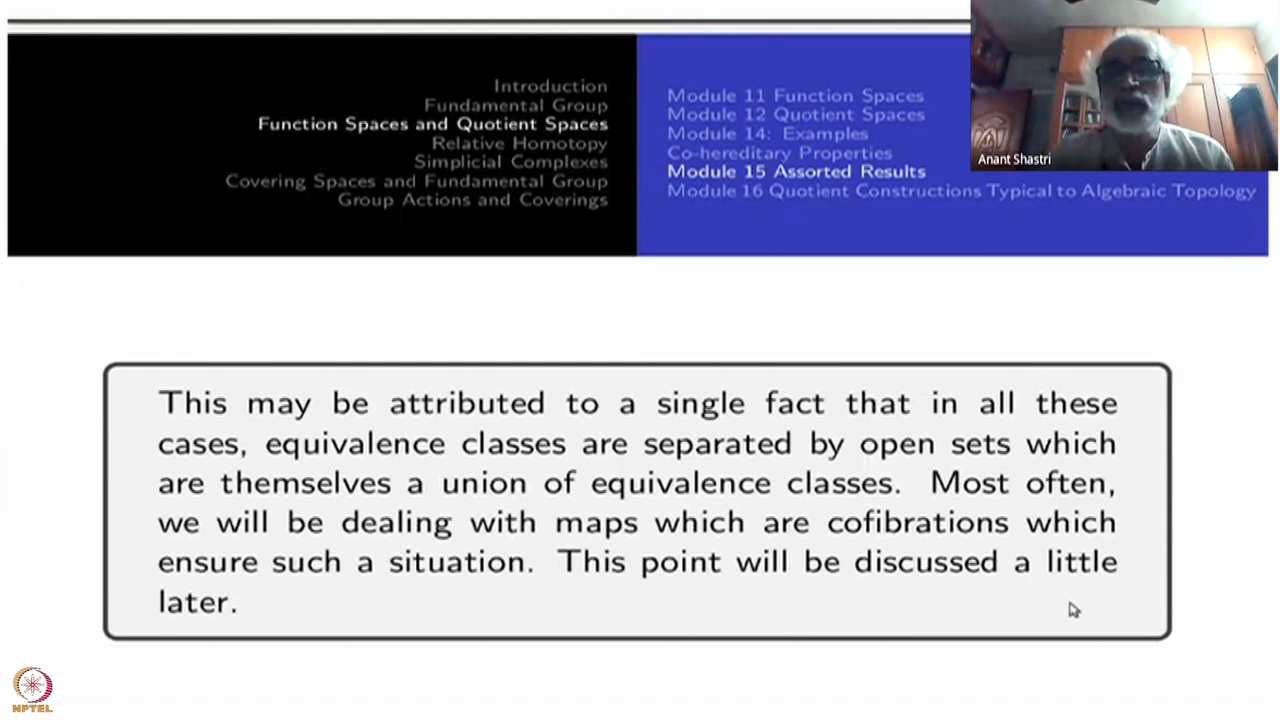 Introduction
Fundamental Group
Function Spaces and Quotient Spaces
Relative Homotopy
Simplicial Complexes
Covering Spaces and Fundamental Group
Group Actions and Coverings
Module 11 Function Spaces
Module 12 Quotient Spaces
Module 14: Examples
Co-hereditary Properties
Module 15 Assorted Results
Module 16 Quotient Constructions Typical to Algebraic Topology
Anant Shastri
This may be attributed to a single fact that in all these
cases, equivalence classes are separated by open sets which
are themselves a union of equivalence classes. Most often,
we will be dealing with maps which are cofibrations which
ensure such a situation. This point will be discussed a little
later.
NPTEL